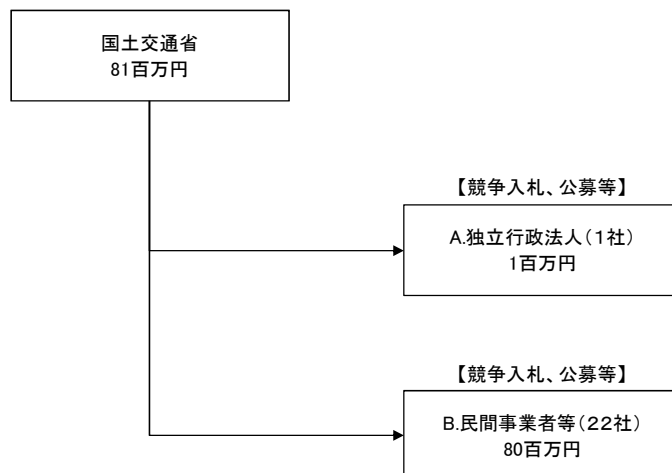 国土交通省
81百万円
【競争入札、公募等】
A.独立行政法人（１社）
1百万円
【競争入札、公募等】
B.民間事業者等（２２社）
80百万円